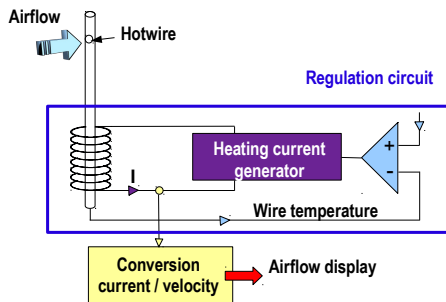 Airflow
Hotwire
Regulation circuit
Heating current
generator
+
-
I
Wire temperature
Conversion
current / velocity
Airflow display